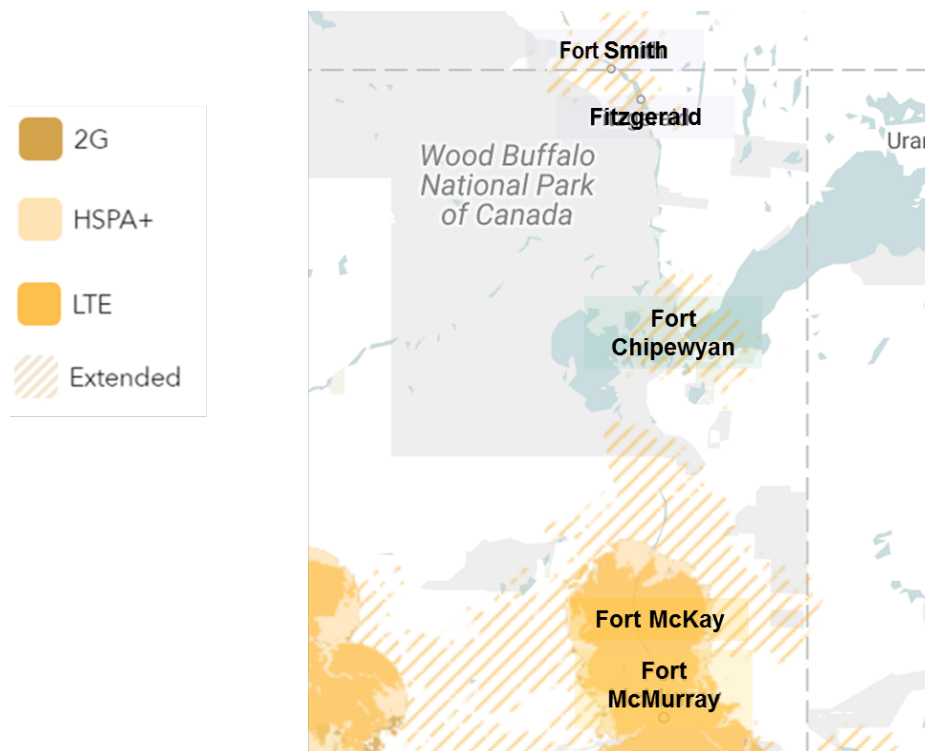 2G
HSPA+
LTE
Extended
Fort Smith
Fitzgerald
Wood Buffalo
National Park
of Canada
Fort
Chipewyan
Fort McKay
Fort
McMurray